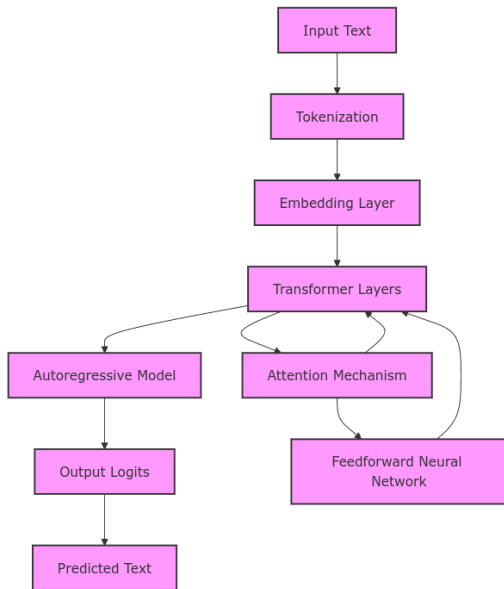 Input Text
Tokenization
Embedding Layer
Transformer Layers
Autoregressive Model
Attention Mechanism
Output Logits
Feedforward Neural
Network
Predicted Text